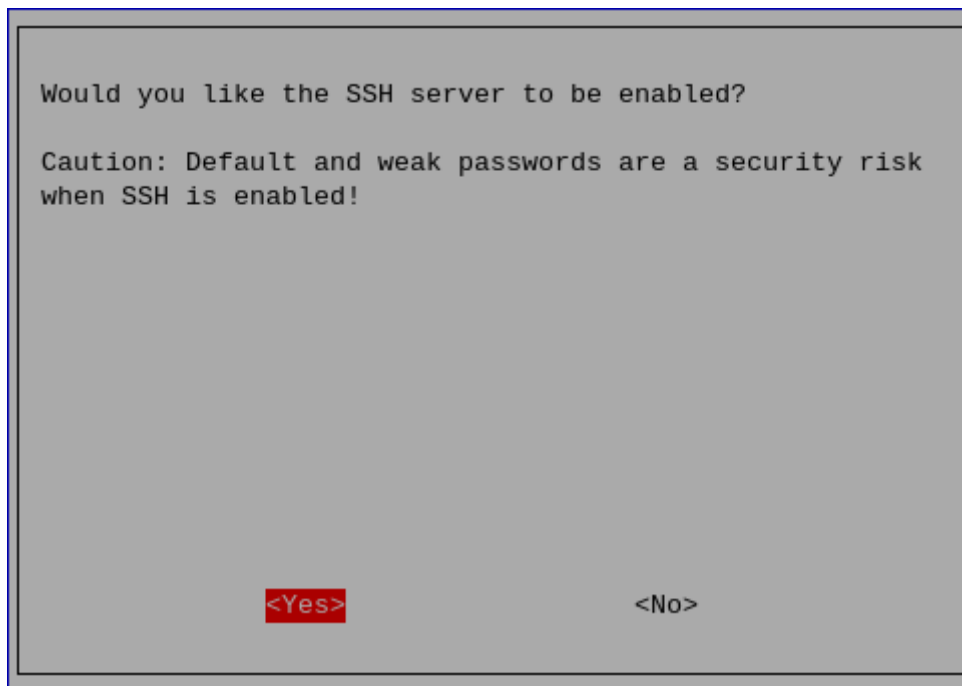 Would you like the SSH server to be enabled?
Caution: Default and weak passwords are a security risk
when SSH is enabled!
<Yes> <No>